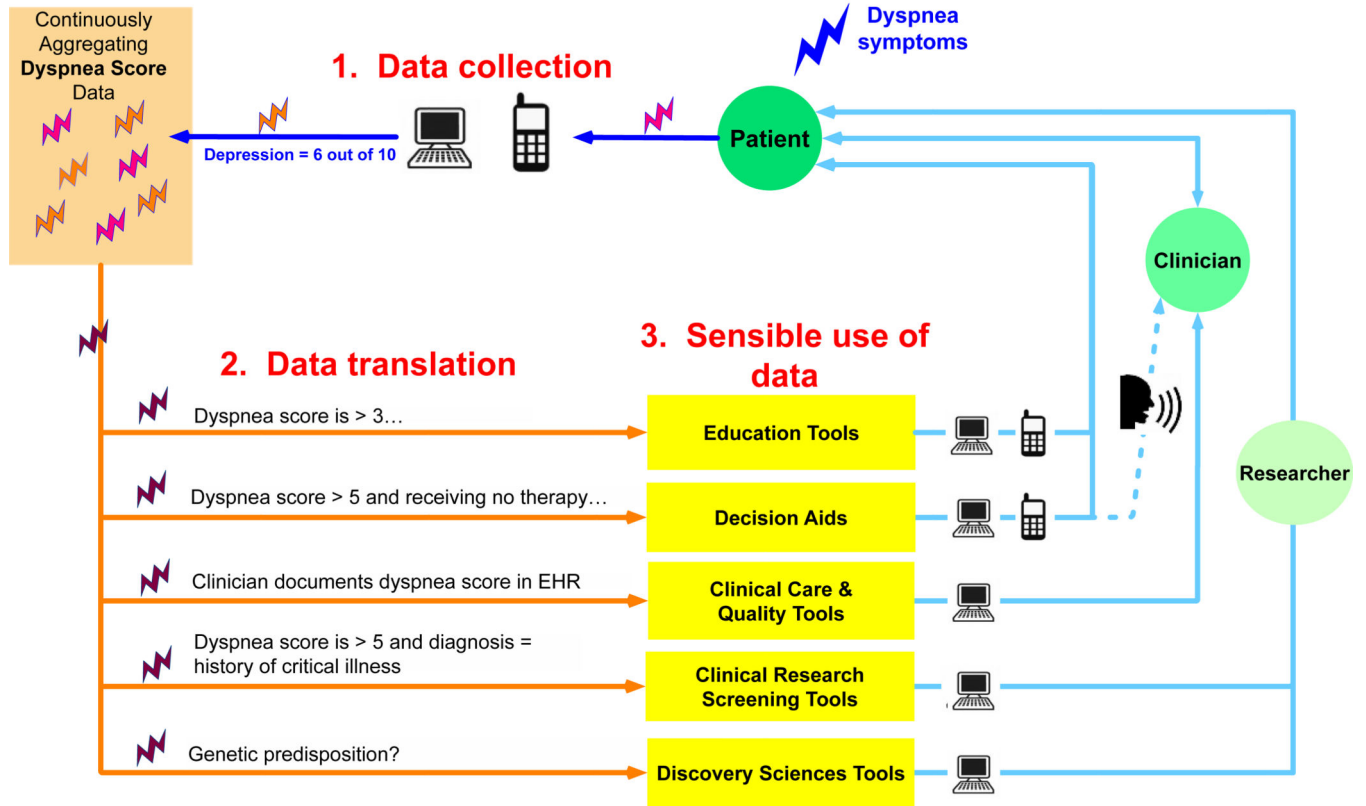 Continuously
Aggregating
Dyspnea Score
Data
1. Data collection
Dyspnea
symptoms
Depression = 6 out of 10
Patient
Clinician
Researcher
2. Data translation
3. Sensible use of
data
Dyspnea score is > 3…
Education Tools
Dyspnea score > 5 and receiving no therapy…
Decision Aids
Clinician documents dyspnea score in EHR
Clinical Care &
Quality Tools
Dyspnea score is > 5 and diagnosis =
history of critical illness
Clinical Research
Screening Tools
Genetic predisposition?
Discovery Sciences Tools